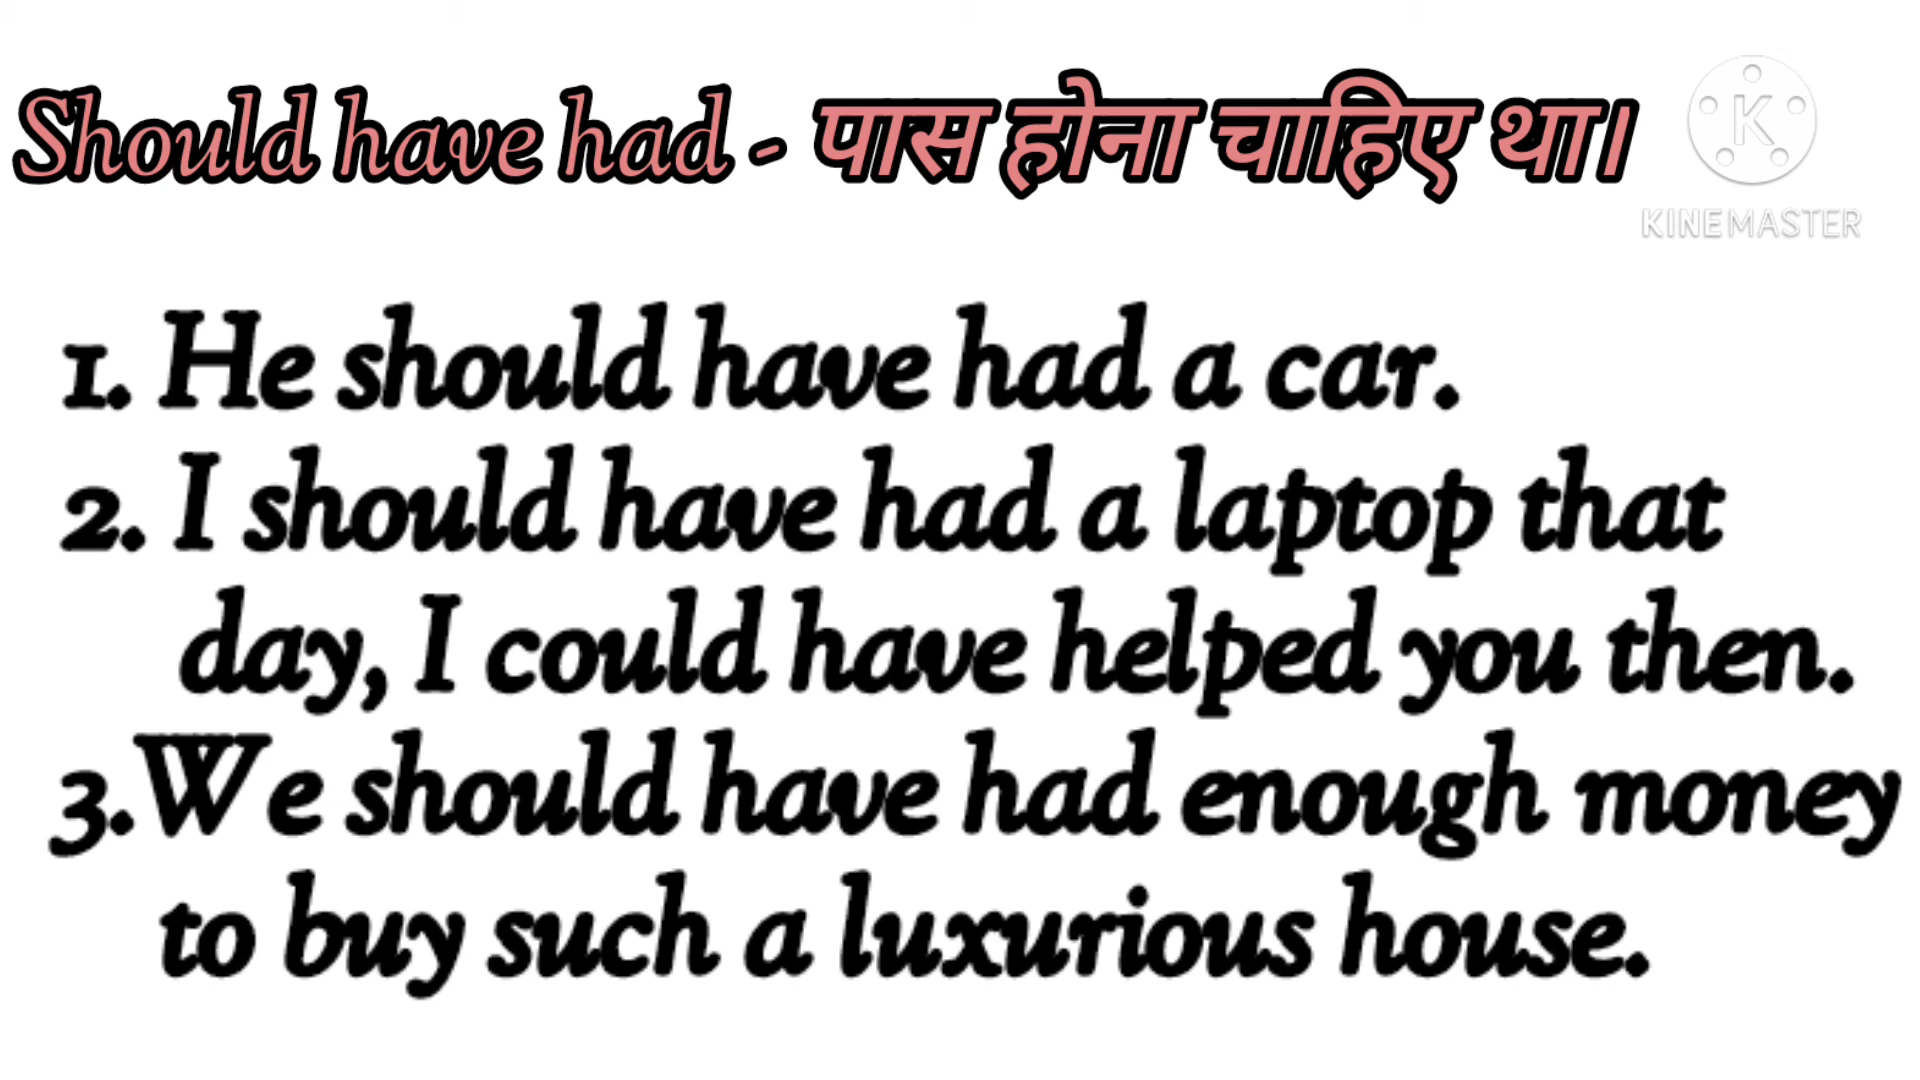 Should have had - पास होना चाहिए था।
KINEMASTER
1. He should have had a car.
2. I should have had a laptop that
day, I could have helped you then.
3.We should have had enough money
to buy such a luxurious house.